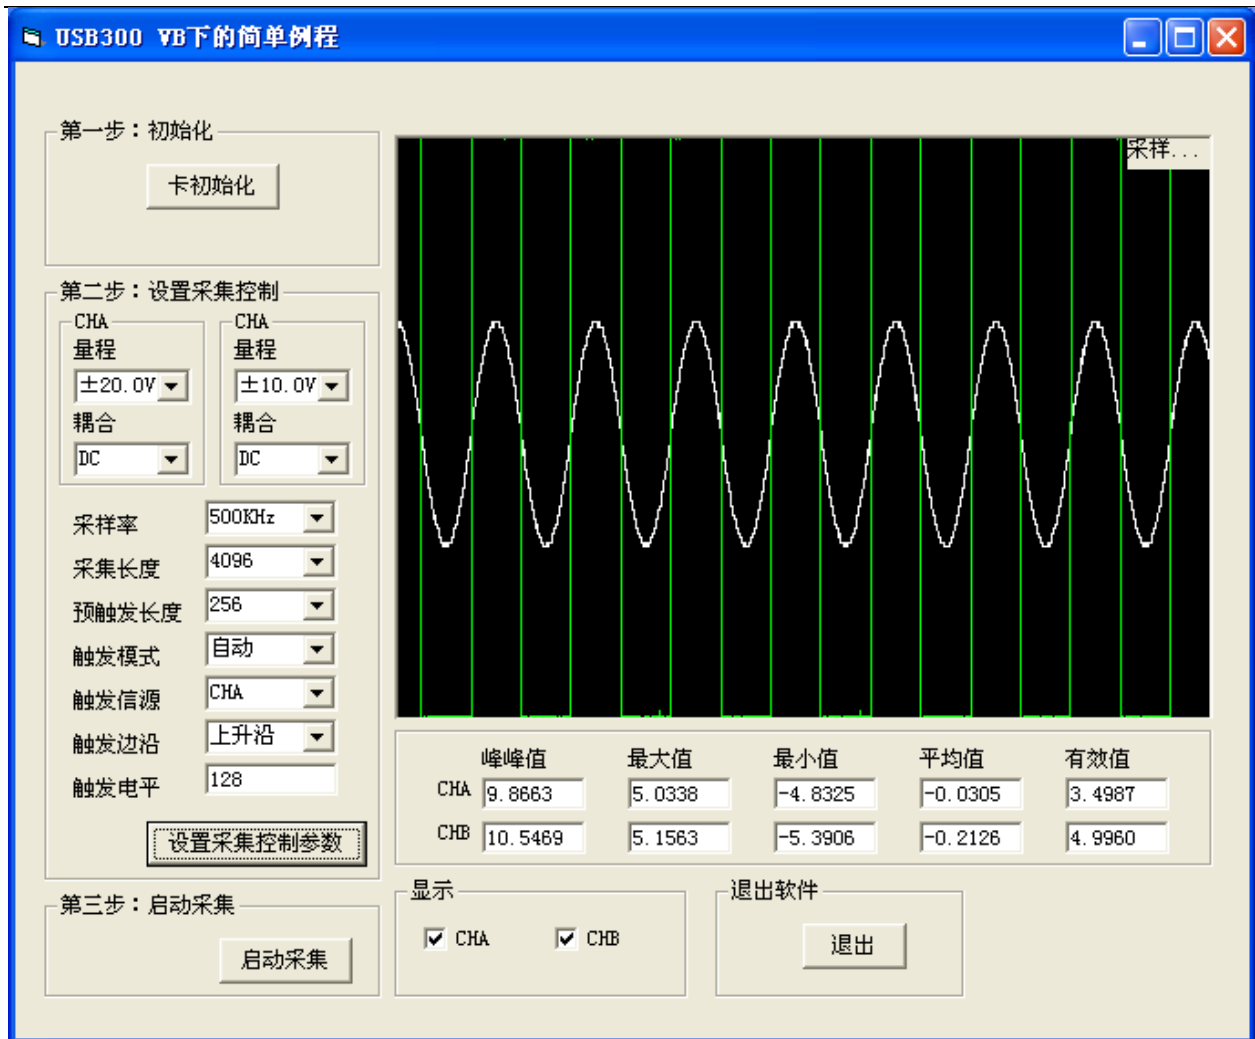 USB300 VB下的简单例程
第一步：初始化
卡初始化
采样...
第二步：设置采集控制
CHA
CHA
量程
量程
±20.0V
±10.0V
耦合
耦合
DC
DC
采样率
500KHz
采集长度
4096
预触发长度
256
触发模式
自动
触发信源
CHA
触发边沿
上升沿
触发电平
128
设置采集控制参数
峰峰值 最大值 最小值 平均值 有效值
CHA 9.8663 5.0338 -4.8325 -0.0305 3.4987
CHB 10.5469 5.1563 -5.3906 -0.2126 4.9960
第三步：启动采集
启动采集
显示
CHA
CHB
退出软件
退出